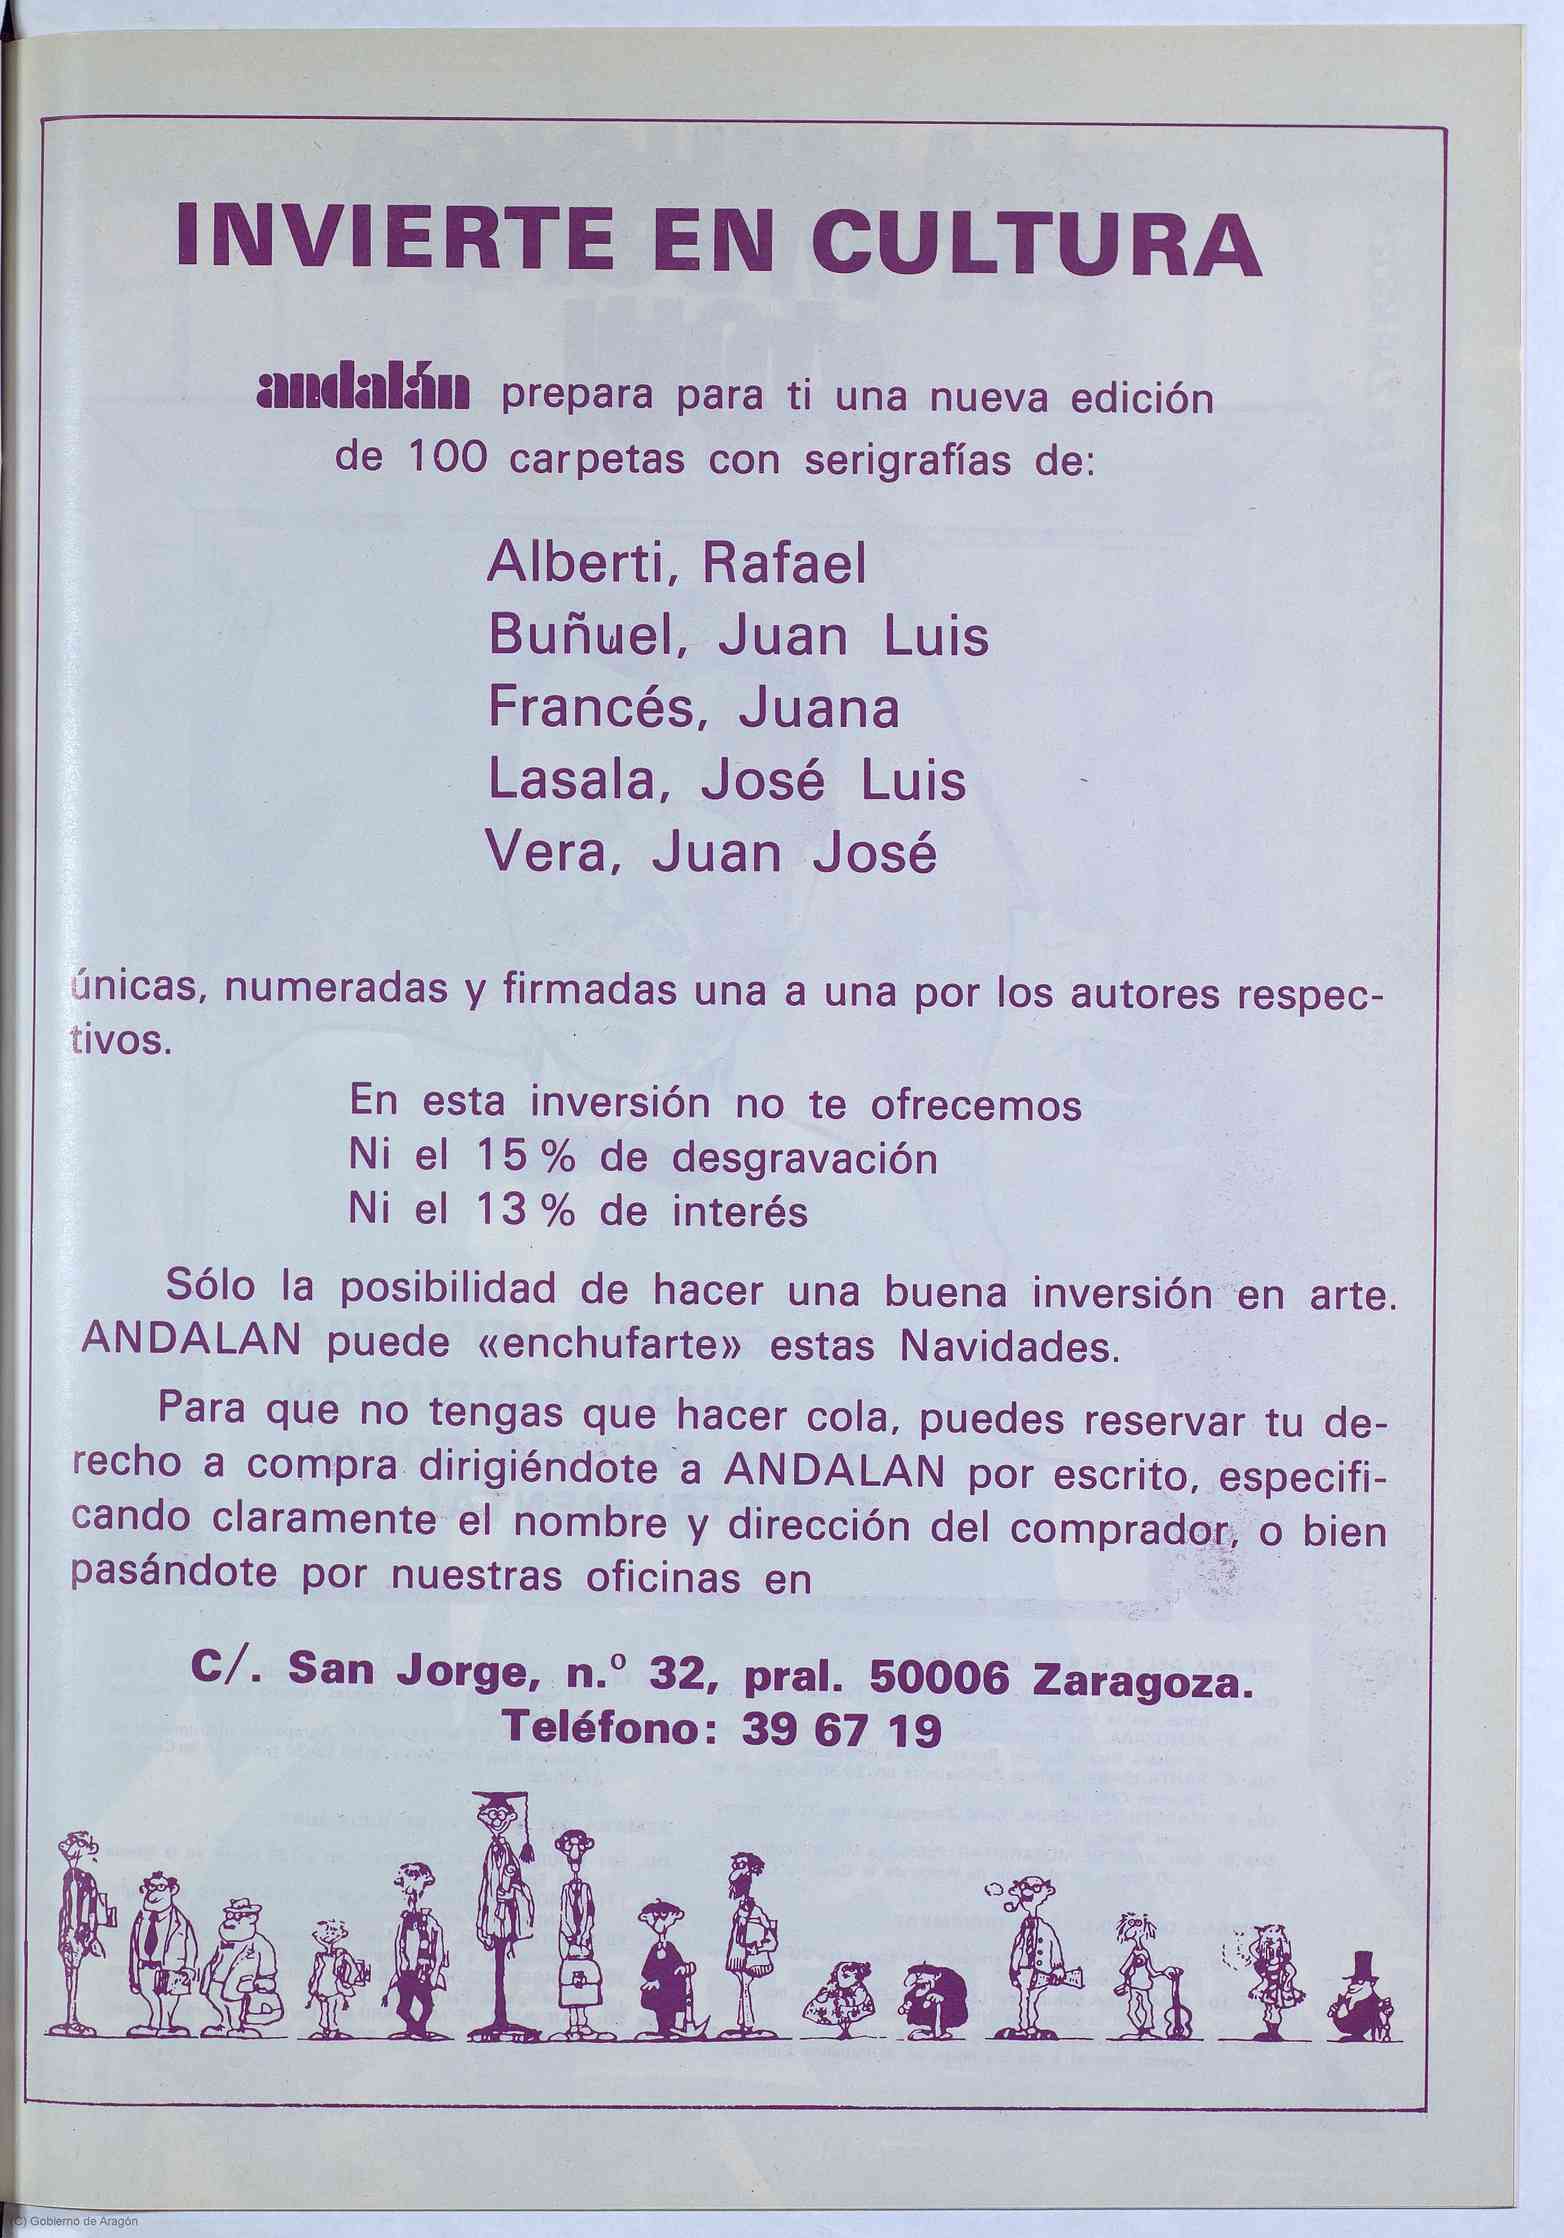 INVIERTE EN CULTURA
andalán prepara para ti una nueva edición
de 100 carpetas con serigrafías de:
Alberti, Rafael
Buñuel, Juan Luis
Francés, Juana
Lasala, José Luis
Vera, Juan José
únicas, numeradas y firmadas una a una por los autores respec-
tivos.
En esta inversión no te ofrecemos
Ni el 15 % de desgravación
Ni el 13 % de interés
Sólo la posibilidad de hacer una buena inversión en arte.
ANDALAN puede «enchufarte» estas Navidades.
Para que no tengas que hacer cola, puedes reservar tu de-
recho a compra dirigiéndote a ANDALAN por escrito, especifi-
cando claramente el nombre y dirección del comprador, o bien
pasándote por nuestras oficinas en
C/. San Jorge, n.º 32, pral. 50006 Zaragoza.
Teléfono: 39 67 19
(C) Gobierno de Aragón